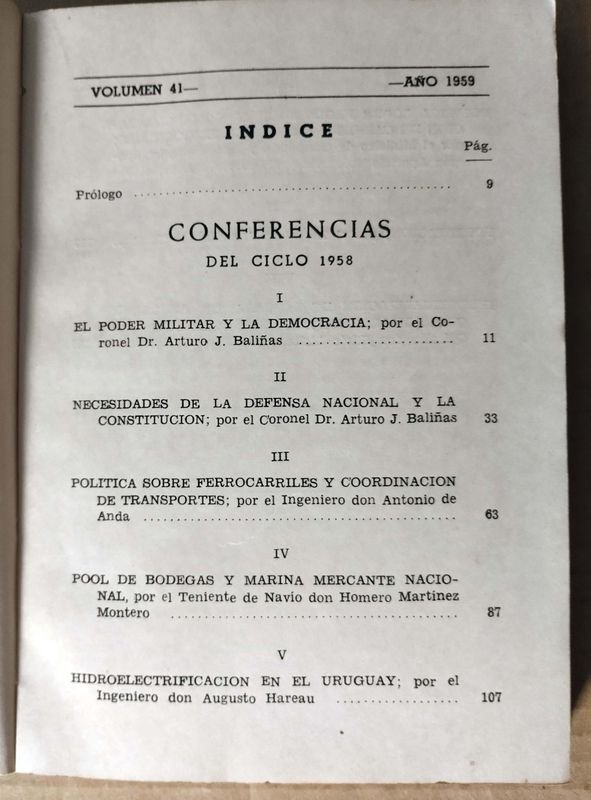 VOLUMEN 41— —AÑO 1959
INDICE
Pág.
Prólogo ................................................ 9
CONFERENCIAS
DEL CICLO 1958
I
EL PODER MILITAR Y LA DEMOCRACIA; por el Co-
ronel Dr. Arturo J. Baliñas ........................ 11
II
NECESIDADES DE LA DEFENSA NACIONAL Y LA
CONSTITUCION; por el Coronel Dr. Arturo J. Baliñas 33
III
POLITICA SOBRE FERROCARRILES Y COORDINACION
DE TRANSPORTES; por el Ingeniero don Antonio de
Anda ................................................ 63
IV
POOL DE BODEGAS Y MARINA MERCANTE NACIO-
NAL, por el Teniente de Navio don Homero Martinez
Montero ............................................ 87
V
HIDROELECTRIFICACION EN EL URUGUAY; por el
Ingeniero don Augusto Hareau .................. 107